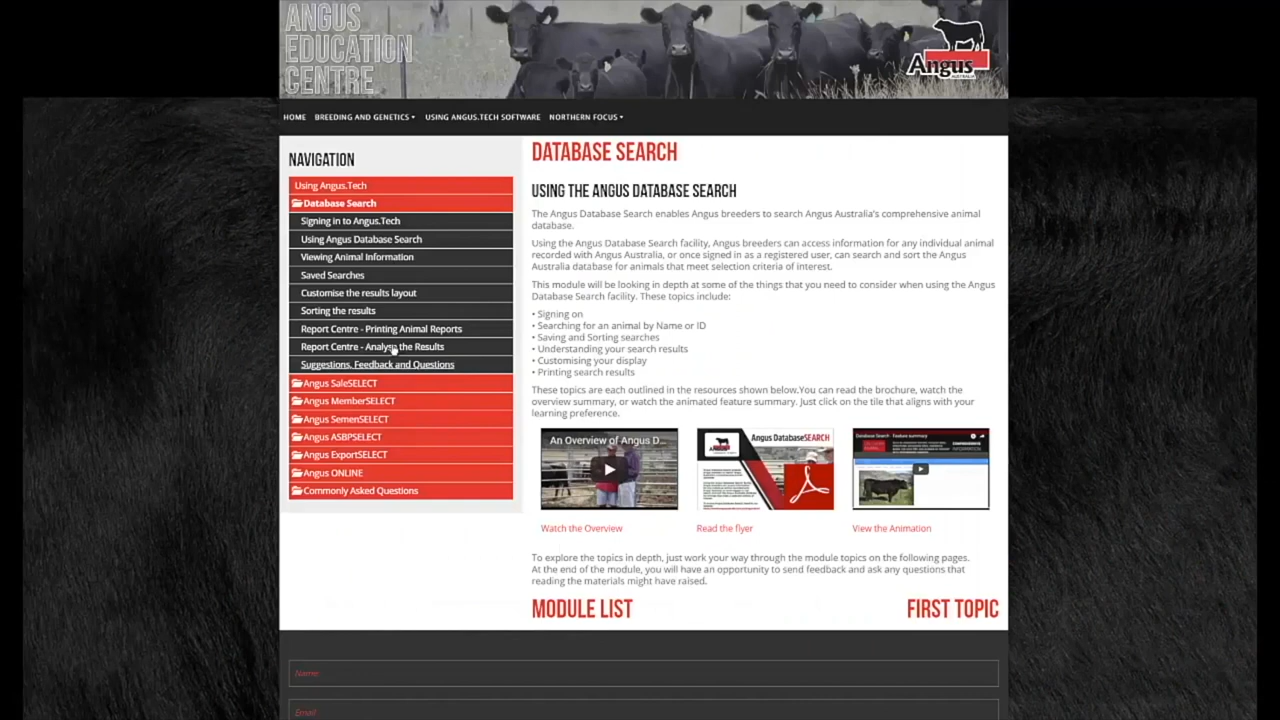 ANGUS
EDUCATION
CENTRE
Angus
AUSTRALIA
HOME BREEDING AND GENETICS USING ANGUS.TECH SOFTWARE NORTHERN FOCUS
NAVIGATION
Using Angus.Tech
Database Search
Signing in to Angus.Tech
Using Angus Database Search
Viewing Animal Information
Saved Searches
Customise the results layout
Sorting the results
Report Centre - Printing Animal Reports
Report Centre - Analyse the Results
Suggestions, Feedback and Questions
Angus SaleSELECT
Angus MemberSELECT
Angus SemenSELECT
Angus ASBPSELECT
Angus ExportSELECT
Angus ONLINE
Commonly Asked Questions
DATABASE SEARCH
USING THE ANGUS DATABASE SEARCH
The Angus Database Search enables Angus breeders to search Angus Australia's comprehensive animal
database.
Using the Angus Database Search facility, Angus breeders can access information for any individual animal
recorded with Angus Australia, or once signed in as a registered user, can search and sort the Angus
Australia database for animals that meet selection criteria of interest.
This module will be looking in depth at some of the things that you need to consider when using the Angus
Database Search facility. These topics include:
• Signing on
• Searching for an animal by Name or ID
• Saving and Sorting searches
• Understanding your search results
• Customising your display
• Printing search results
These topics are each outlined in the resources shown below.You can read the brochure, watch the
overview summary, or watch the animated feature summary. Just click on the tile that aligns with your
learning preference.
An Overview of Angus D...
Angus DatabaseSEARCH
Database Search - Feature summary
Watch the Overview
Read the flyer
View the Animation
To explore the topics in depth, just work your way through the module topics on the following pages.
At the end of the module, you will have an opportunity to send feedback and ask any questions that
reading the materials might have raised.
MODULE LIST
FIRST TOPIC
Name:
Email: